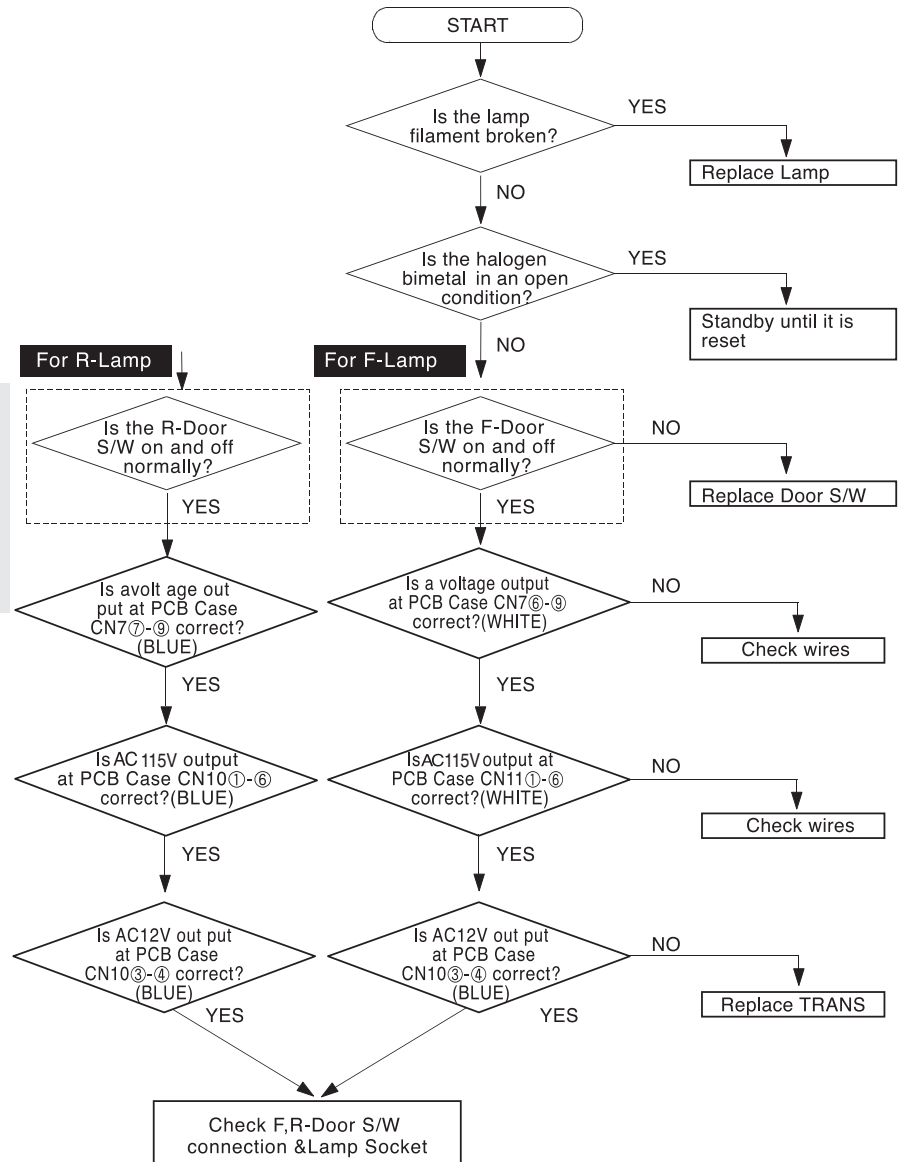 START
Is the lamp
filament broken?
YES
Replace Lamp
NO
Is the halogen
bimetal in an open
condition?
YES
Standby until it is
reset
NO
For R-Lamp
For F-Lamp
Is the R-Door
S/W on and off
normally?
YES
Is the F-Door
S/W on and off
normally?
NO
Replace Door S/W
YES
Is avolt age out
put at PCB Case
CN7⑦-⑨ correct?
(BLUE)
YES
Is a voltage output
at PCB Case CN7⑥-⑨
correct?(WHITE)
NO
Check wires
YES
Is AC 115V output
at PCB Case CN10①-⑥
correct?(BLUE)
YES
IsAC115V output at
PCB Case CN11①-⑥
correct?(WHITE)
NO
Check wires
YES
Is AC12V out put
at PCB Case
CN10③-④ correct?
(BLUE)
YES
Is AC12V out put
at PCB Case
CN10③-④ correct?
(BLUE)
NO
Replace TRANS
YES
Check F,R-Door S/W
connection &Lamp Socket